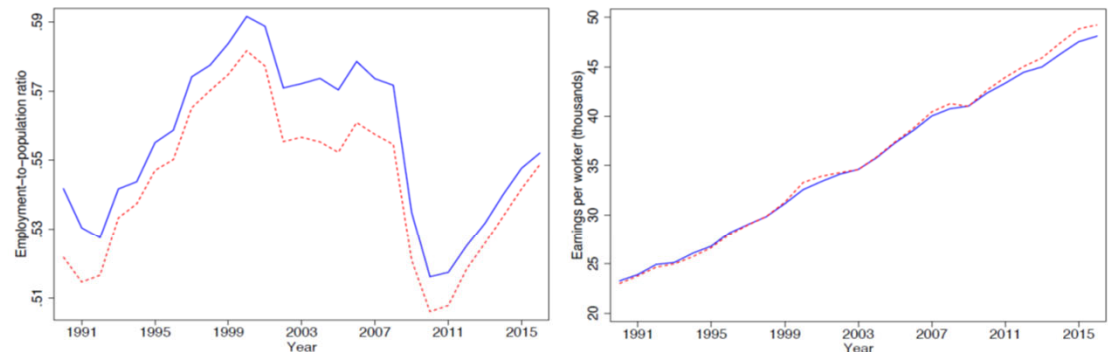 Employment-to-population ratio
.59
.57
.55
.53
.51
1991 1995 1999 2003 2007 2011 2015
Year
Earnings per worker (thousands)
50
45
40
35
30
25
20
1991 1995 1999 2003 2007 2011 2015
Year